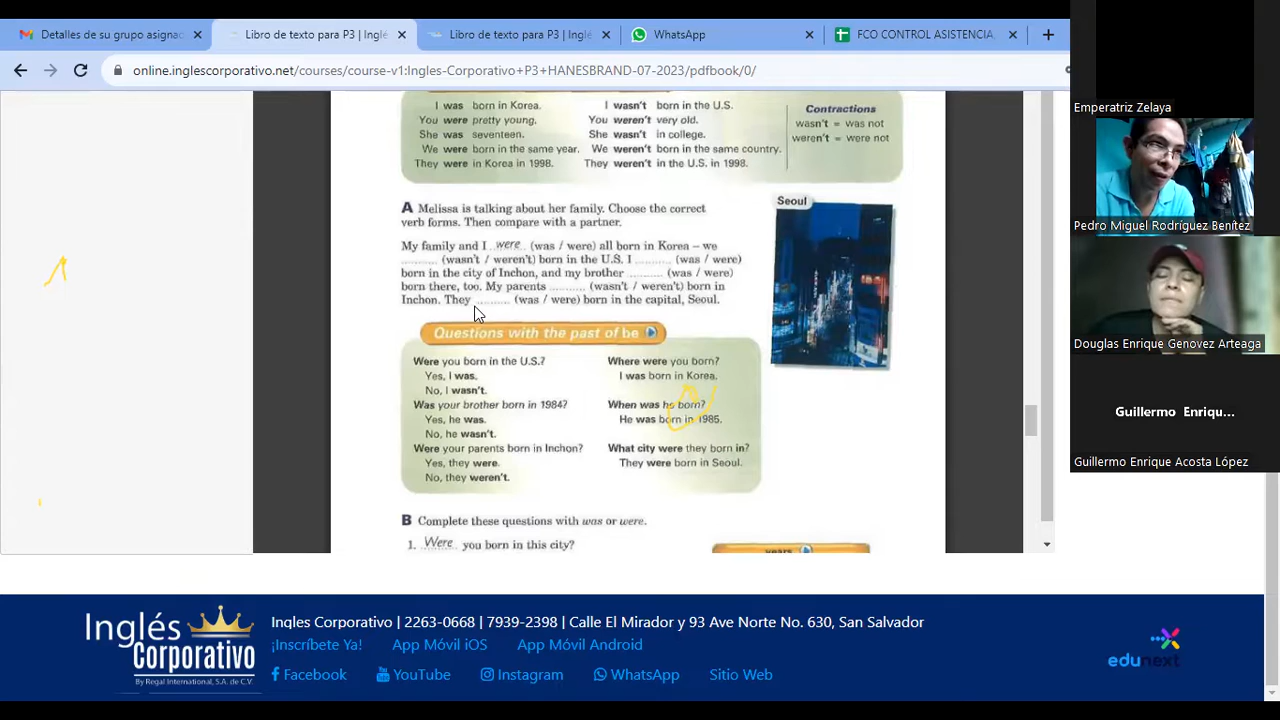 Detalles de su grupo asignac
Libro de texto para P3 | Inglé
Libro de texto para P3 | Inglé
WhatsApp
FCO CONTROL ASISTENCIA
online.inglescorporativo.net/courses/course-v1:Ingles-Corporativo+P3+HANESBRAND-07-2023/pdfbook/0/
I was born in Korea.
You were pretty young.
She was seventeen.
We were born in the same year.
They were in Korea in 1998.
I wasn't born in the U.S.
You weren't very old.
She wasn't in college.
We weren't born in the same country.
They weren't in the U.S. in 1998.
Contractions
wasn't = was not
weren't = were not
A Melissa is talking about her family. Choose the correct
verb forms. Then compare with a partner.
My family and I were (was / were) all born in Korea – we
.......... (wasn't / weren't) born in the U.S. I .......... (was / were)
born in the city of Inchon, and my brother .......... (was / were)
born there, too. My parents .......... (wasn't / weren't) born in
Inchon. They .......... (was / were) born in the capital, Seoul.
Seoul
Questions with the past of be
Were you born in the U.S.?
Yes, I was.
No, I wasn't.
Was your brother born in 1984?
Yes, he was.
No, he wasn't.
Were your parents born in Inchon?
Yes, they were.
No, they weren't.
Where were you born?
I was born in Korea.
When was he born?
He was born in 1985.
What city were they born in?
They were born in Seoul.
B Complete these questions with was or were.
1. Were you born in this city?
years
Emperatriz Zelaya
Pedro Miguel Rodríguez Benítez
Douglas Enrique Genovez Arteaga
Guillermo Enriqu...
Guillermo Enrique Acosta López
Inglés
Corporativo
By Regal International, S.A. de C.V.
Ingles Corporativo | 2263-0668 | 7939-2398 | Calle El Mirador y 93 Ave Norte No. 630, San Salvador
¡Inscríbete Ya! App Móvil iOS App Móvil Android
Facebook YouTube Instagram WhatsApp Sitio Web
edunext